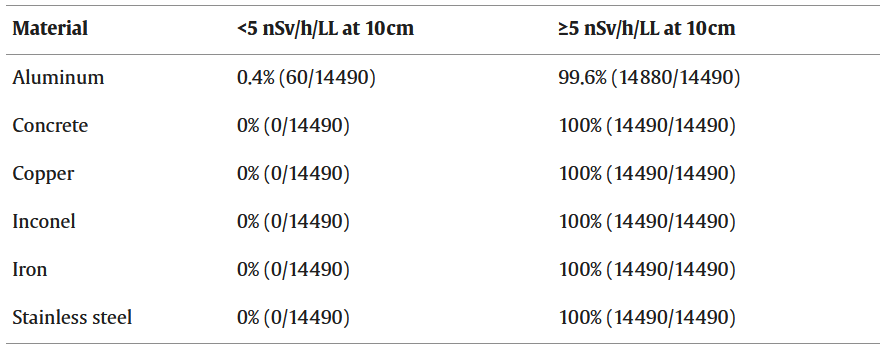 Material <5 nSv/h/LL at 10cm ≥5 nSv/h/LL at 10cm
Aluminum 0.4% (60/14490) 99.6% (14880/14490)
Concrete 0% (0/14490) 100% (14490/14490)
Copper 0% (0/14490) 100% (14490/14490)
Inconel 0% (0/14490) 100% (14490/14490)
Iron 0% (0/14490) 100% (14490/14490)
Stainless steel 0% (0/14490) 100% (14490/14490)